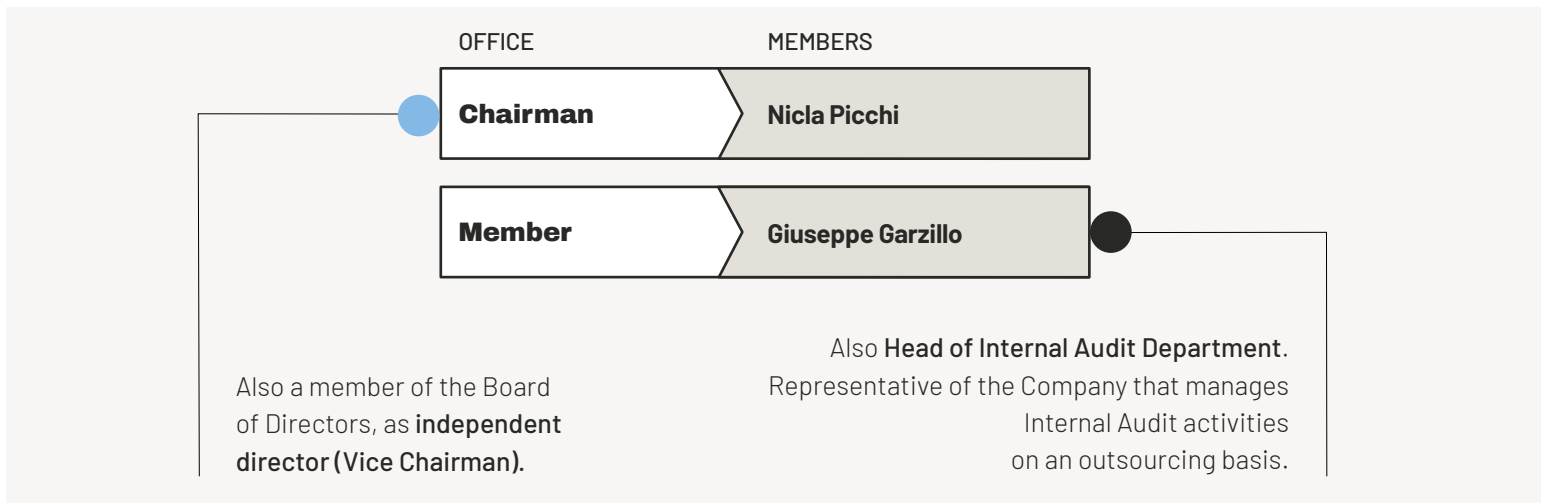 OFFICE MEMBERS
Chairman Nicla Picchi
Member Giuseppe Garzillo
Also a member of the Board
of Directors, as independent
director (Vice Chairman).
Also Head of Internal Audit Department.
Representative of the Company that manages
Internal Audit activities
on an outsourcing basis.